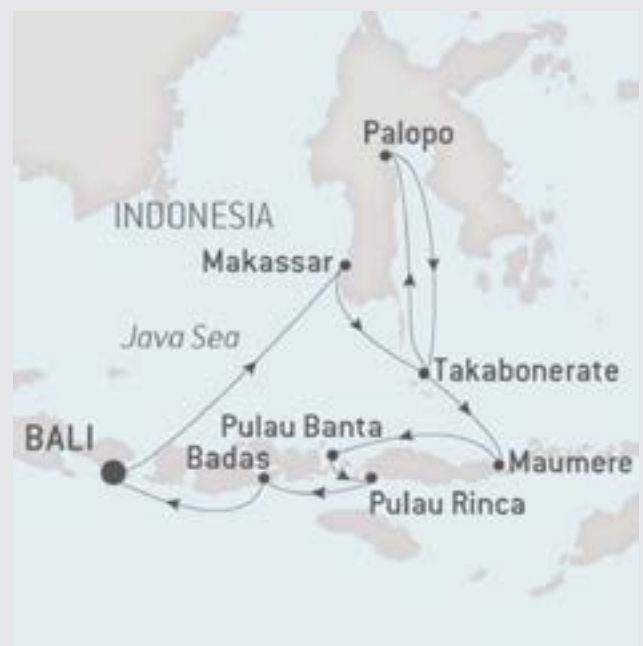 Palopo
INDONESIA
Makassar
Java Sea
Takabonerate
Pulau Banta
BALI
Badas
Maumere
Pulau Rinca